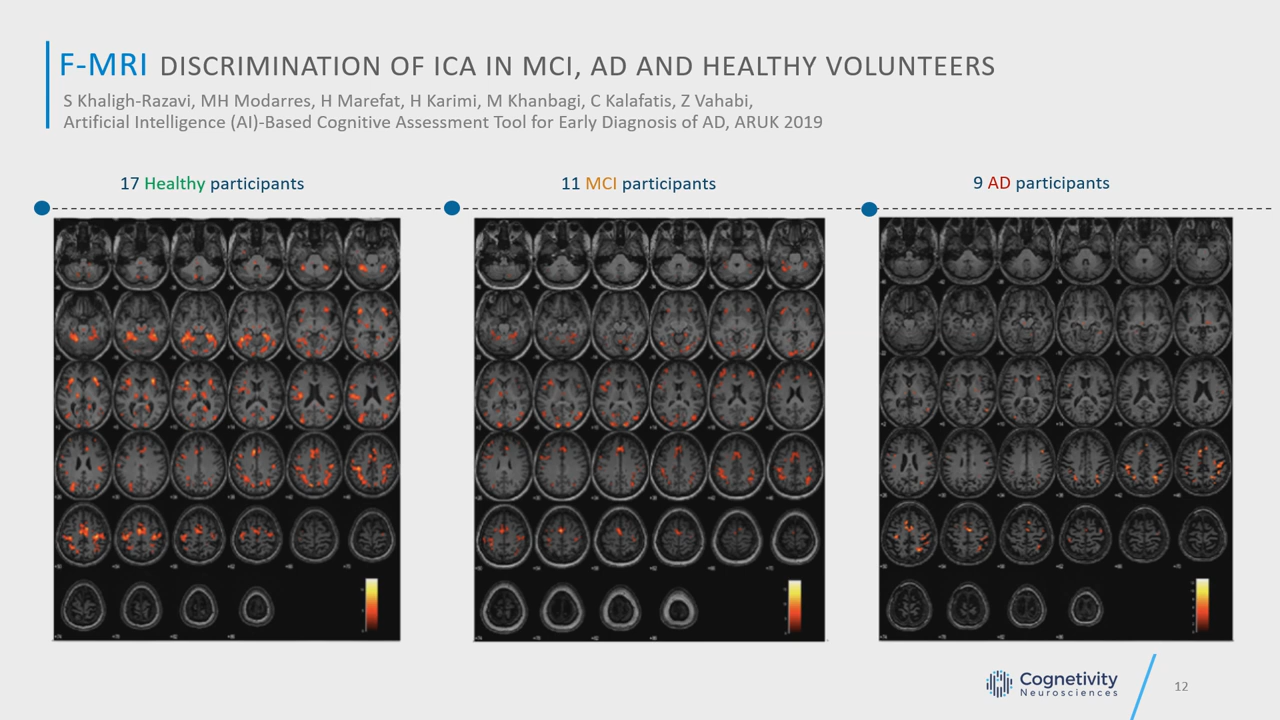 F-MRI DISCRIMINATION OF ICA IN MCI, AD AND HEALTHY VOLUNTEERS
S Khaligh-Razavi, MH Modarres, H Marefat, H Karimi, M Khanbagi, C Kalafatis, Z Vahabi,
Artificial Intelligence (AI)-Based Cognitive Assessment Tool for Early Diagnosis of AD, ARUK 2019
17 Healthy participants
11 MCI participants
9 AD participants
Cognetivity
Neurosciences
12